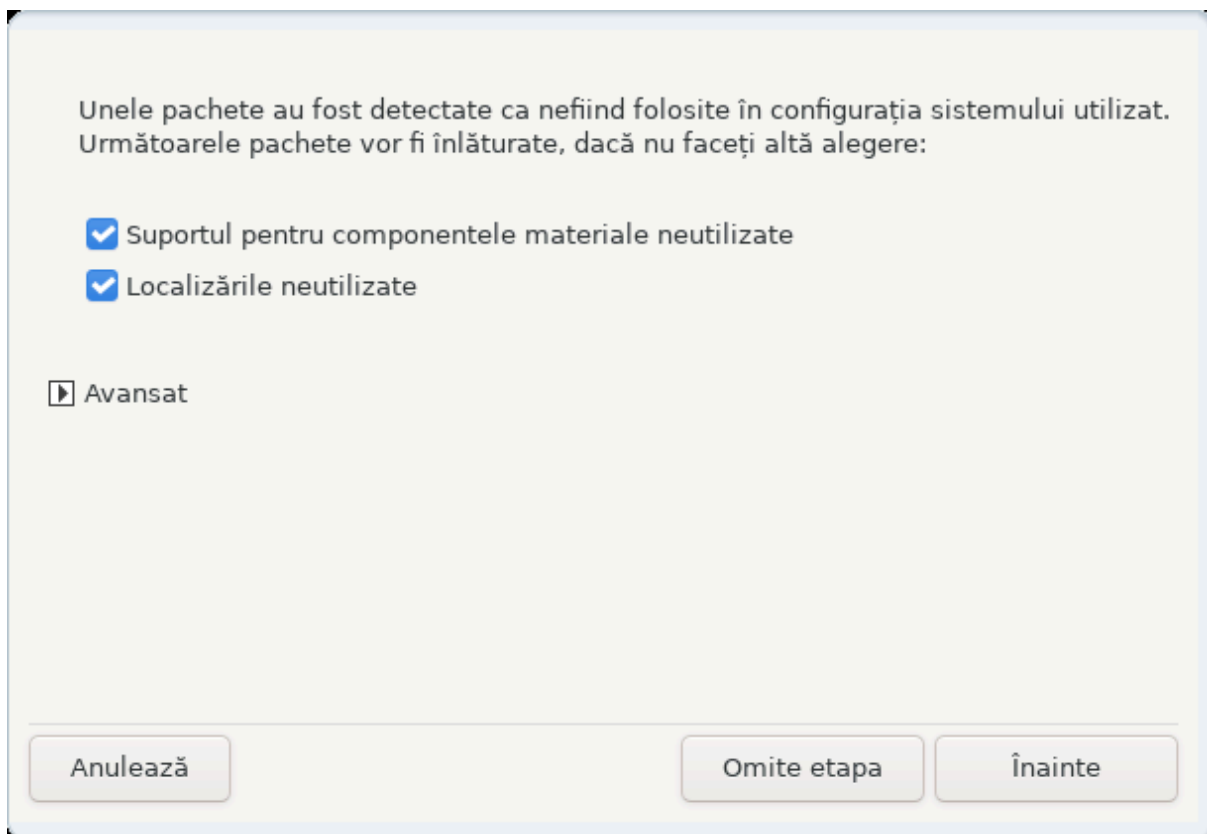 Unele pachete au fost detectate ca nefiind folosite în configurația sistemului utilizat.
Următoarele pachete vor fi înlăturate, dacă nu faceți altă alegere:
Suportul pentru componentele materiale neutilizate
Localizările neutilizate
Avansat
Anulează
Omite etapa
Înainte